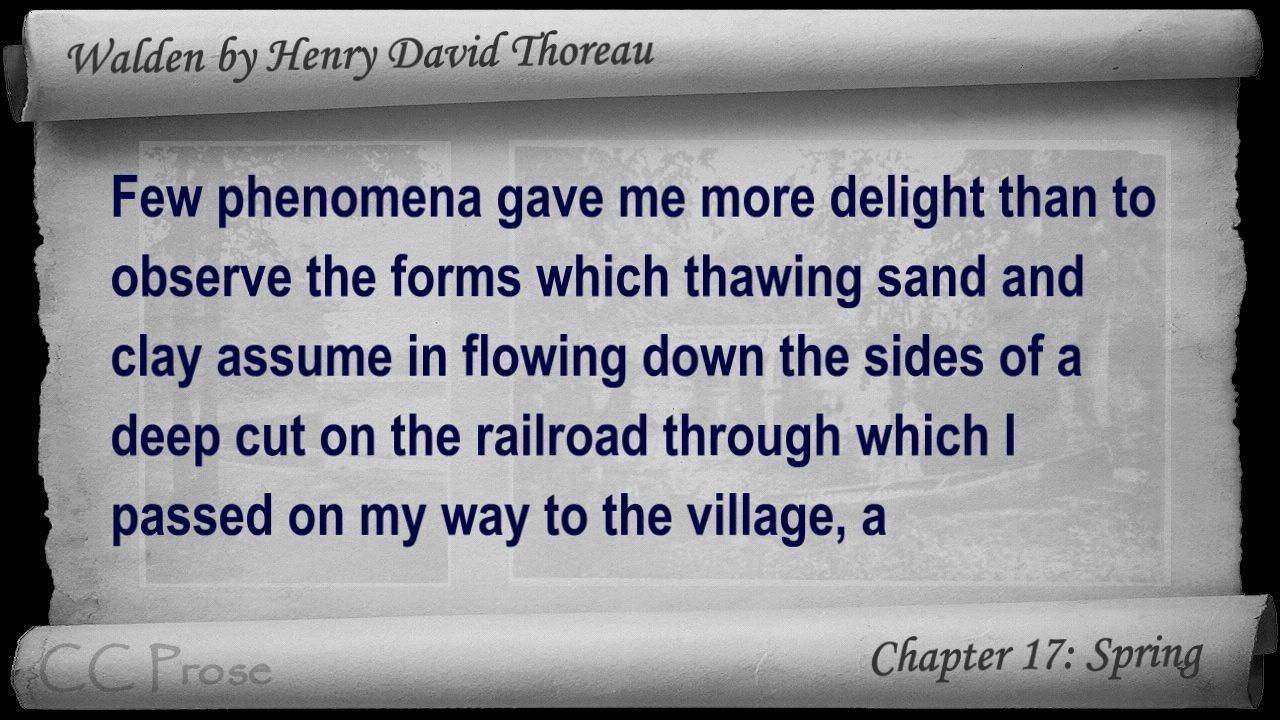 Walden by Henry David Thoreau
Few phenomena gave me more delight than to
observe the forms which thawing sand and
clay assume in flowing down the sides of a
deep cut on the railroad through which I
passed on my way to the village, a
CC Prose
Chapter 17: Spring